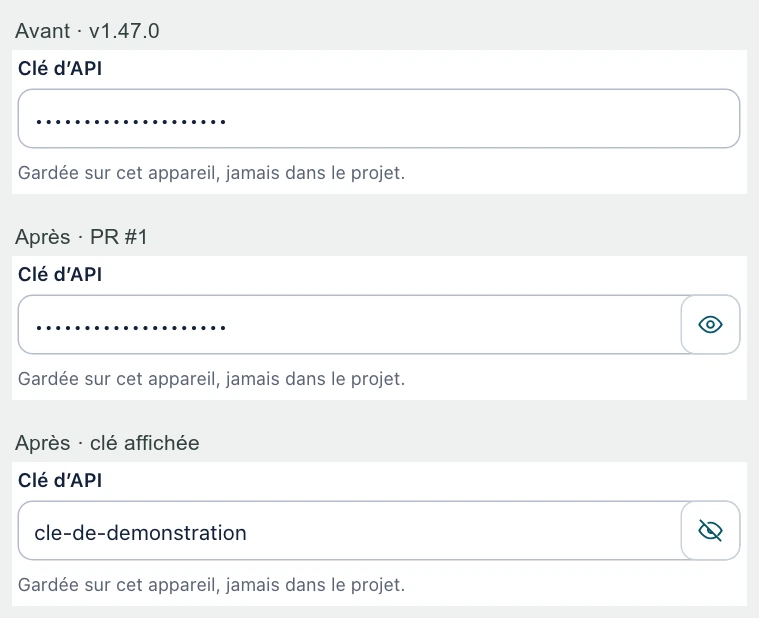 Avant · v1.47.0
Clé d’API
••••••••••••••••••••
Gardée sur cet appareil, jamais dans le projet.
Après · PR #1
Clé d’API
••••••••••••••••••••
Gardée sur cet appareil, jamais dans le projet.
Après · clé affichée
Clé d’API
cle-de-demonstration
Gardée sur cet appareil, jamais dans le projet.